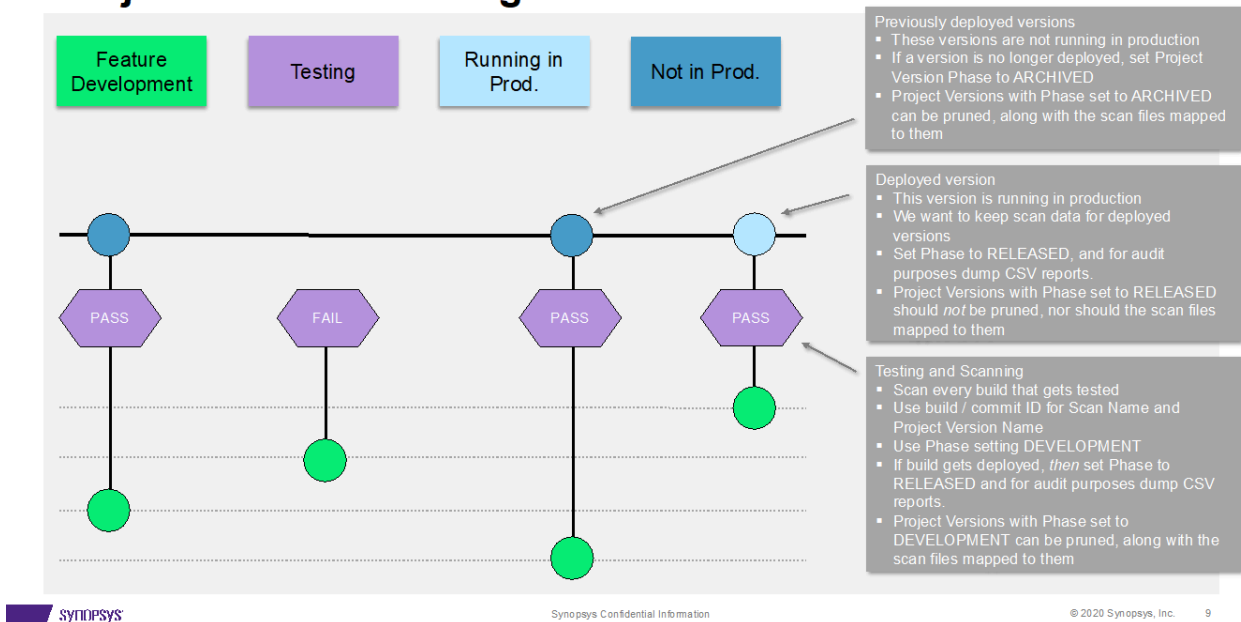 Feature
Development
Testing
Running in
Prod.
Not in Prod.
Previously deployed versions
▪ These versions are not running in production
▪ If a version is no longer deployed, set Project
Version Phase to ARCHIVED
▪ Project Versions with Phase set to ARCHIVED
can be pruned, along with the scan files mapped
to them
Deployed version
▪ This version is running in production
▪ We want to keep scan data for deployed
versions
▪ Set Phase to RELEASED, and for audit
purposes dump CSV reports.
▪ Project Versions with Phase set to RELEASED
should not be pruned, nor should the scan files
mapped to them
PASS
FAIL
PASS
PASS
Testing and Scanning
▪ Scan every build that gets tested
▪ Use build / commit ID for Scan Name and
Project Version Name
▪ Use Phase setting DEVELOPMENT
▪ If build gets deployed, then set Phase to
RELEASED and for audit purposes dump CSV
reports.
▪ Project Versions with Phase set to
DEVELOPMENT can be pruned, along with the
scan files mapped to them
SYNOPSYS
Synopsys Confidential Information
© 2020 Synopsys, Inc.
9